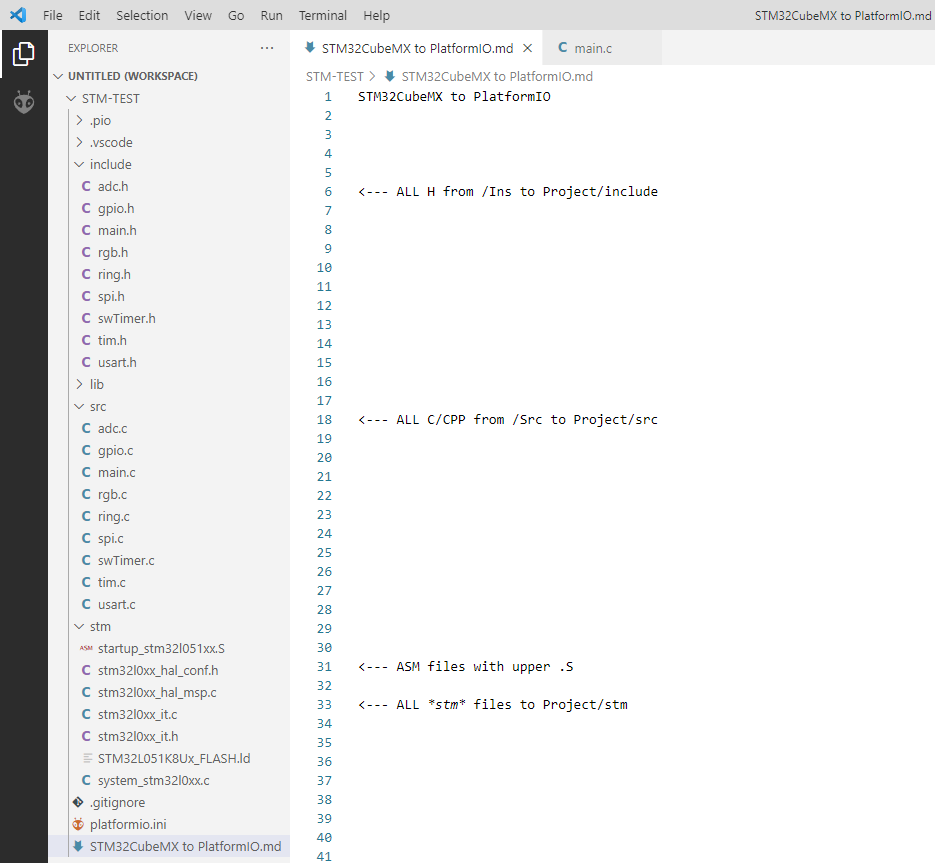 File Edit Selection View Go Run Terminal Help STM32CubeMX to PlatformIO.md
EXPLORER ···
UNTITLED (WORKSPACE)
STM-TEST
.pio
.vscode
include
C adc.h
C gpio.h
C main.h
C rgb.h
C ring.h
C spi.h
C swTimer.h
C tim.h
C usart.h
lib
src
C adc.c
C gpio.c
C main.c
C rgb.c
C ring.c
C spi.c
C swTimer.c
C tim.c
C usart.c
stm
ASM startup_stm32l051xx.S
C stm32l0xx_hal_conf.h
C stm32l0xx_hal_msp.c
C stm32l0xx_it.c
C stm32l0xx_it.h
STM32L051K8Ux_FLASH.ld
C system_stm32l0xx.c
.gitignore
platformio.ini
STM32CubeMX to PlatformIO.md
STM32CubeMX to PlatformIO.md C main.c
STM-TEST > STM32CubeMX to PlatformIO.md
1 STM32CubeMX to PlatformIO
2
3
4
5
6 <--- ALL H from /Ins to Project/include
7
8
9
10
11
12
13
14
15
16
17
18 <--- ALL C/CPP from /Src to Project/src
19
20
21
22
23
24
25
26
27
28
29
30
31 <--- ASM files with upper .S
32
33 <--- ALL *stm* files to Project/stm
34
35
36
37
38
39
40
41